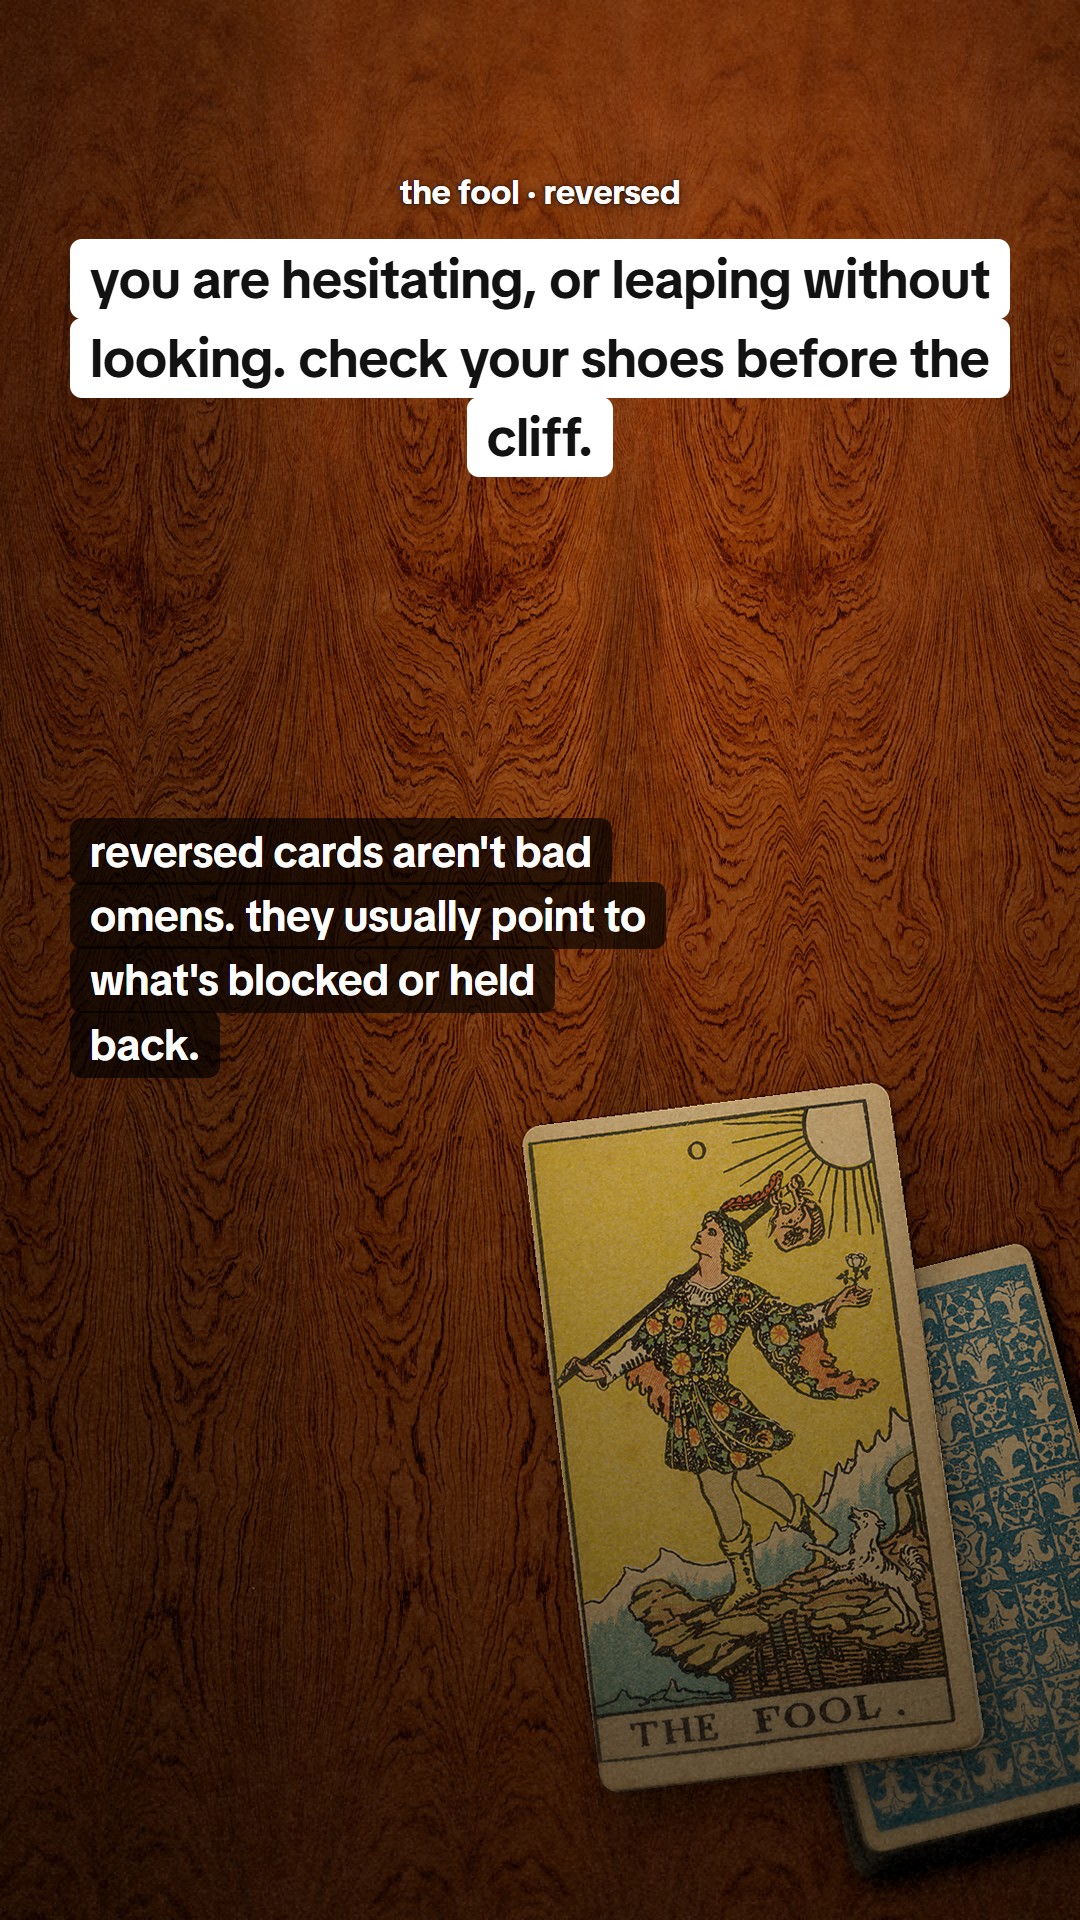 the fool · reversed
you are hesitating, or leaping without
looking. check your shoes before the
cliff.
reversed cards aren't bad
omens. they usually point to
what's blocked or held
back.
0
THE FOOL.